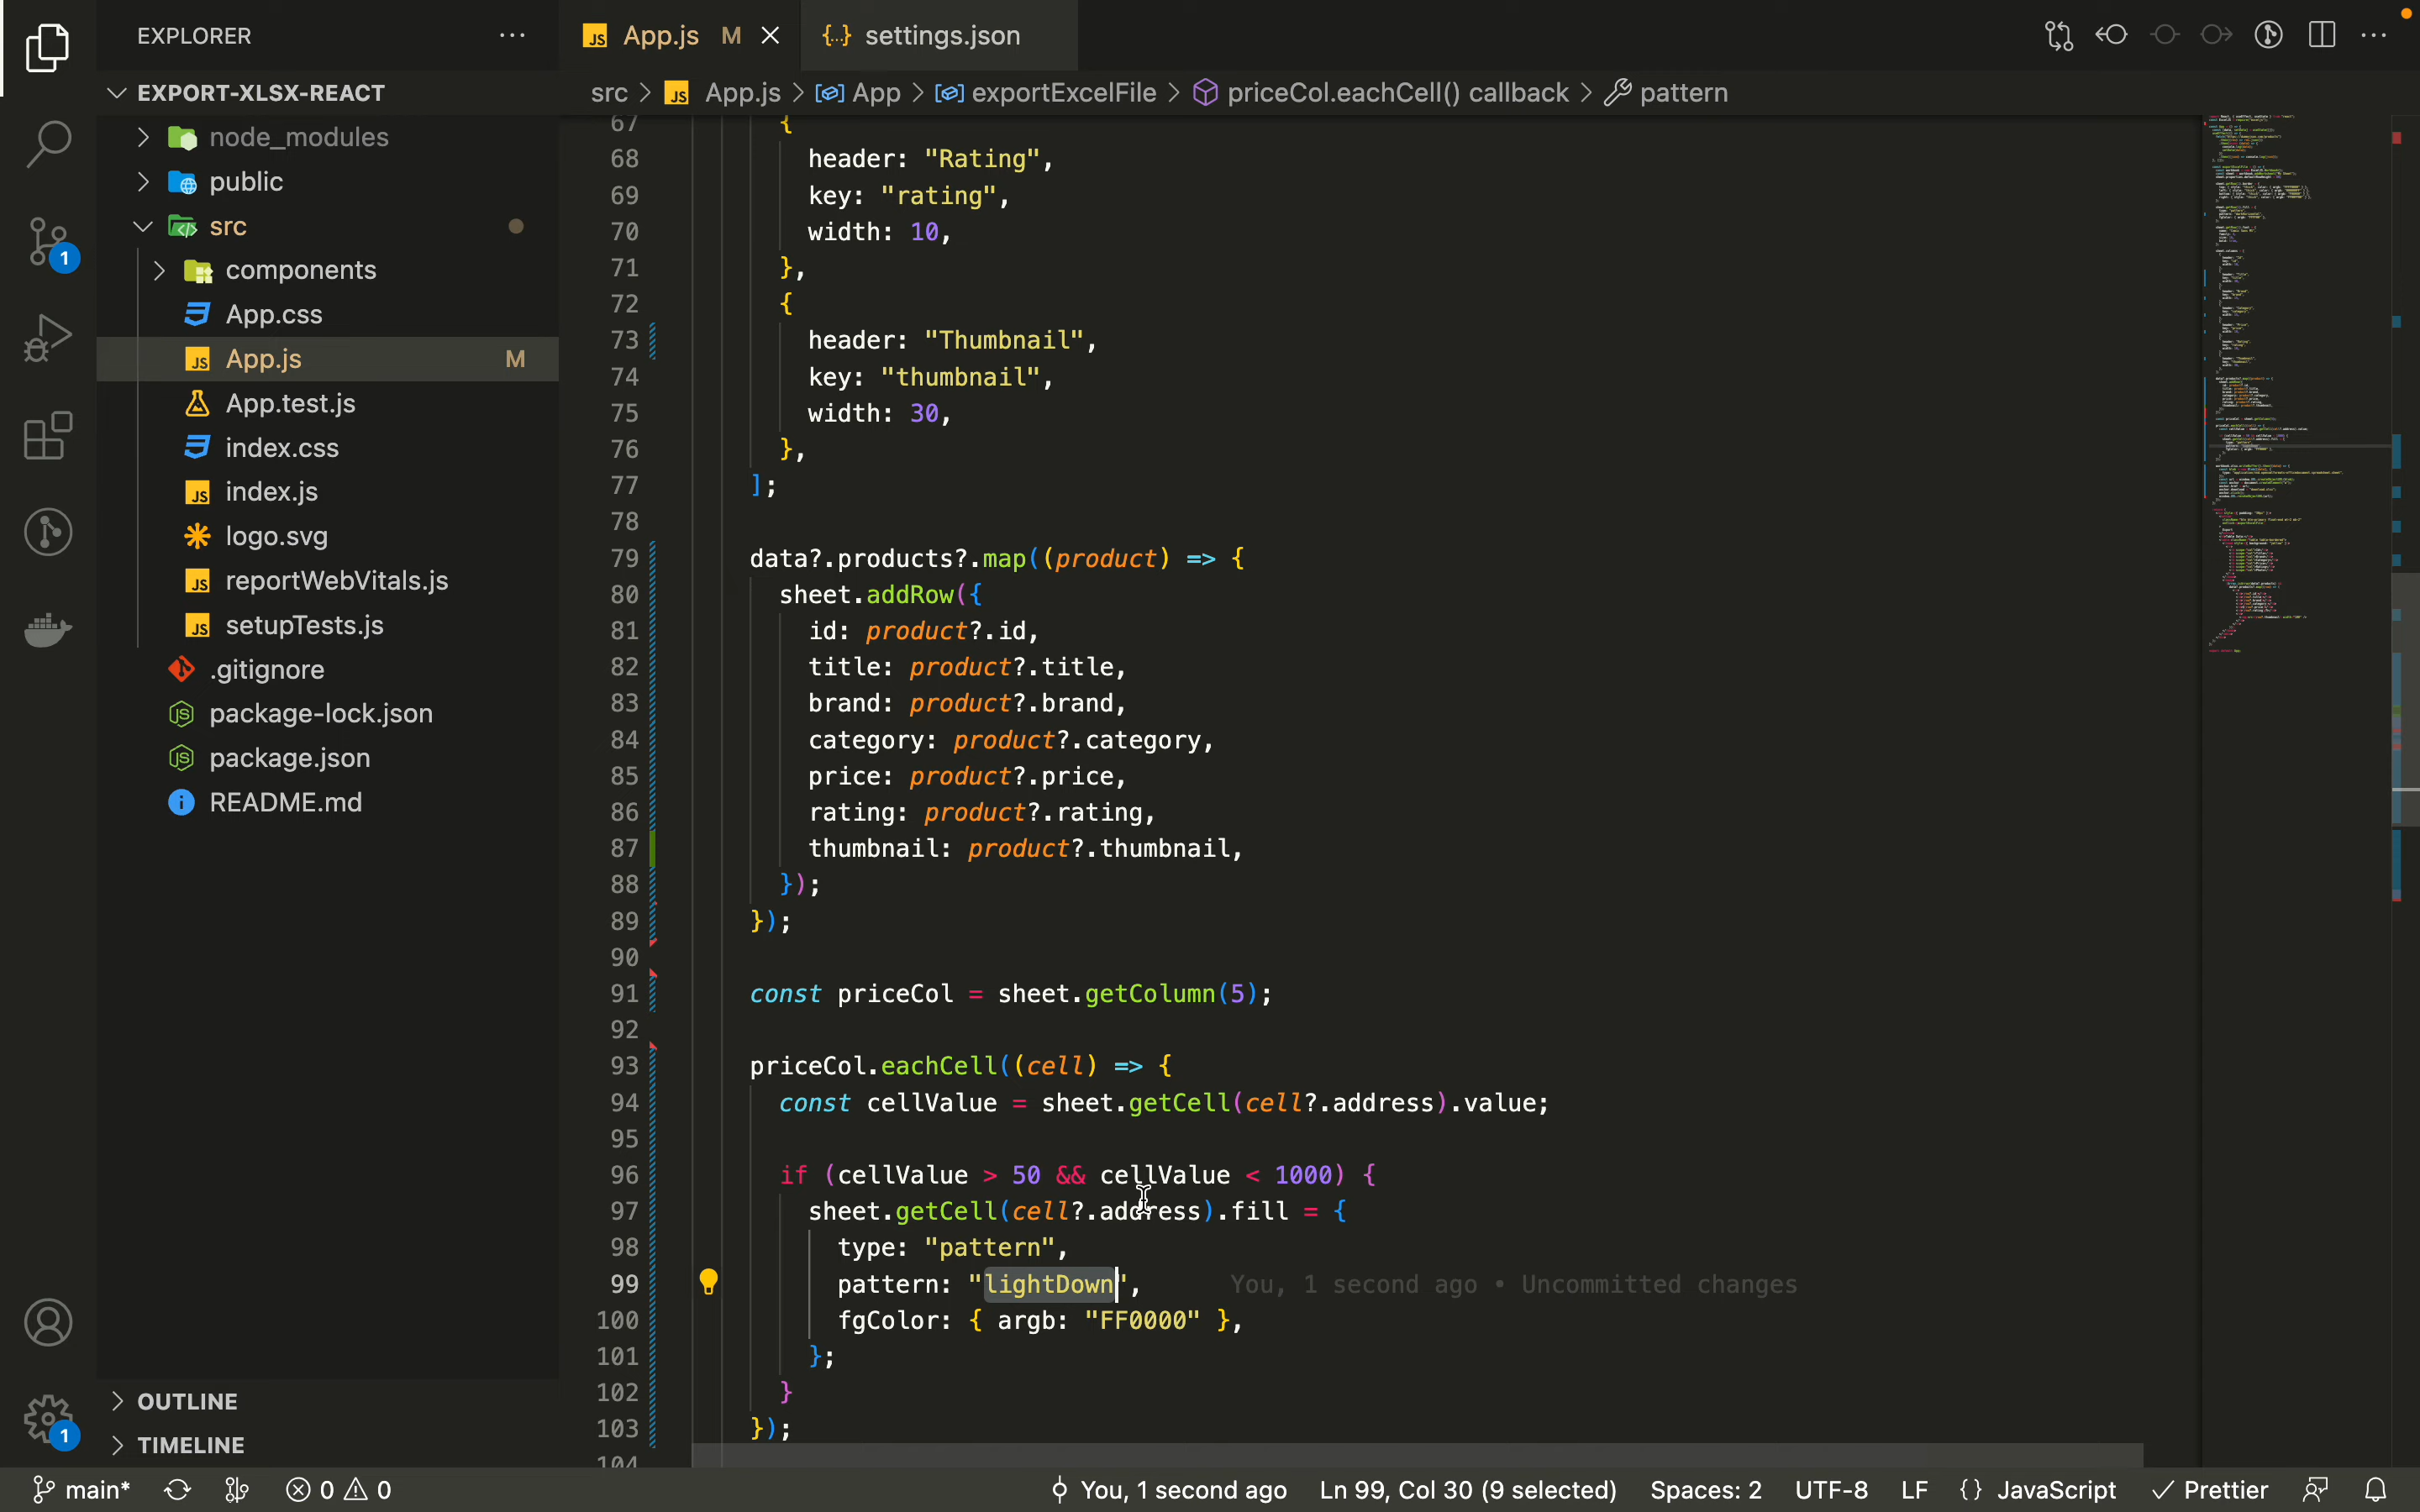 EXPLORER
App.js M
settings.json
EXPORT-XLSX-REACT
src > App.js > App > exportExcelFile > priceCol.eachCell() callback > pattern
node_modules
public
src
components
App.css
App.js M
App.test.js
index.css
index.js
logo.svg
reportWebVitals.js
setupTests.js
.gitignore
package-lock.json
package.json
README.md
OUTLINE
TIMELINE
1
1
67 {
68 header: "Rating",
69 key: "rating",
70 width: 10,
71 },
72 {
73 header: "Thumbnail",
74 key: "thumbnail",
75 width: 30,
76 },
77 ];
78
79 data?.products?.map((product) => {
80 sheet.addRow({
81 id: product?.id,
82 title: product?.title,
83 brand: product?.brand,
84 category: product?.category,
85 price: product?.price,
86 rating: product?.rating,
87 thumbnail: product?.thumbnail,
88 });
89 });
90
91 const priceCol = sheet.getColumn(5);
92
93 priceCol.eachCell((cell) => {
94 const cellValue = sheet.getCell(cell?.address).value;
95
96 if (cellValue > 50 && cellValue < 1000) {
97 sheet.getCell(cell?.address).fill = {
98 type: "pattern",
99 pattern: "lightDown", You, 1 second ago • Uncommitted changes
100 fgColor: { argb: "FF0000" },
101 };
102 }
103 });
104
main* 0 0 You, 1 second ago Ln 99, Col 30 (9 selected) Spaces: 2 UTF-8 LF {} JavaScript Prettier